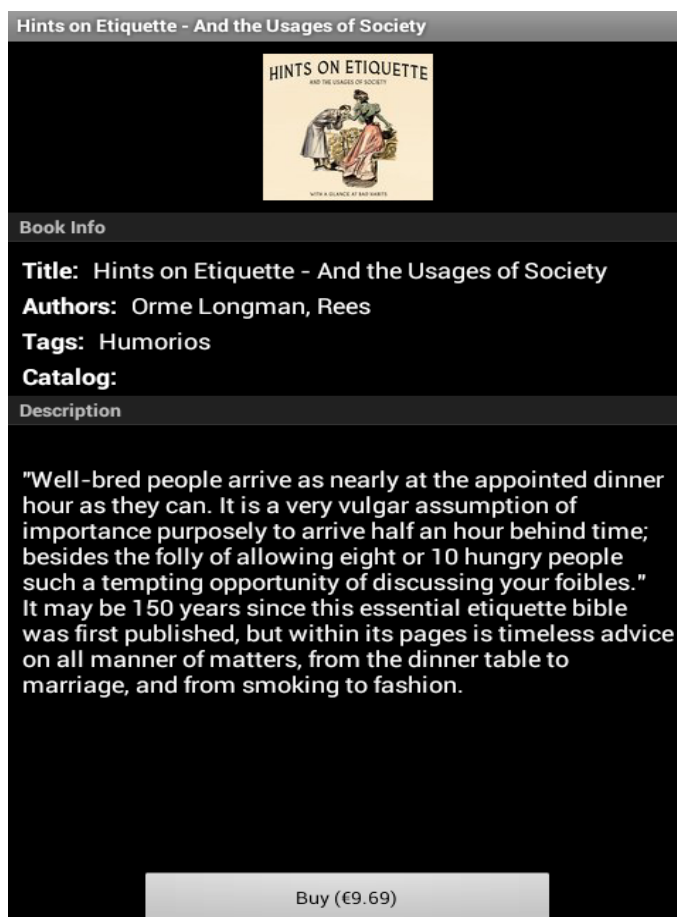 Hints on Etiquette - And the Usages of Society
HINTS ON ETIQUETTE
AND THE USAGES OF SOCIETY
WITH A GLANCE AT BAD HABITS
Book Info
Title: Hints on Etiquette - And the Usages of Society
Authors: Orme Longman, Rees
Tags: Humorios
Catalog:
Description
"Well-bred people arrive as nearly at the appointed dinner
hour as they can. It is a very vulgar assumption of
importance purposely to arrive half an hour behind time;
besides the folly of allowing eight or 10 hungry people
such a tempting opportunity of discussing your foibles."
It may be 150 years since this essential etiquette bible
was first published, but within its pages is timeless advice
on all manner of matters, from the dinner table to
marriage, and from smoking to fashion.
Buy (€9.69)